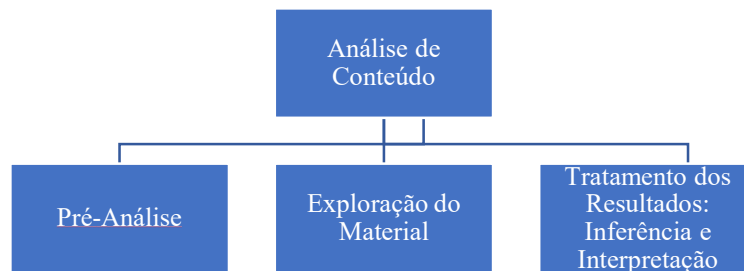 Análise de
Conteúdo
Pré-Análise
Exploração do
Material
Tratamento dos
Resultados:
Inferência e
Interpretação